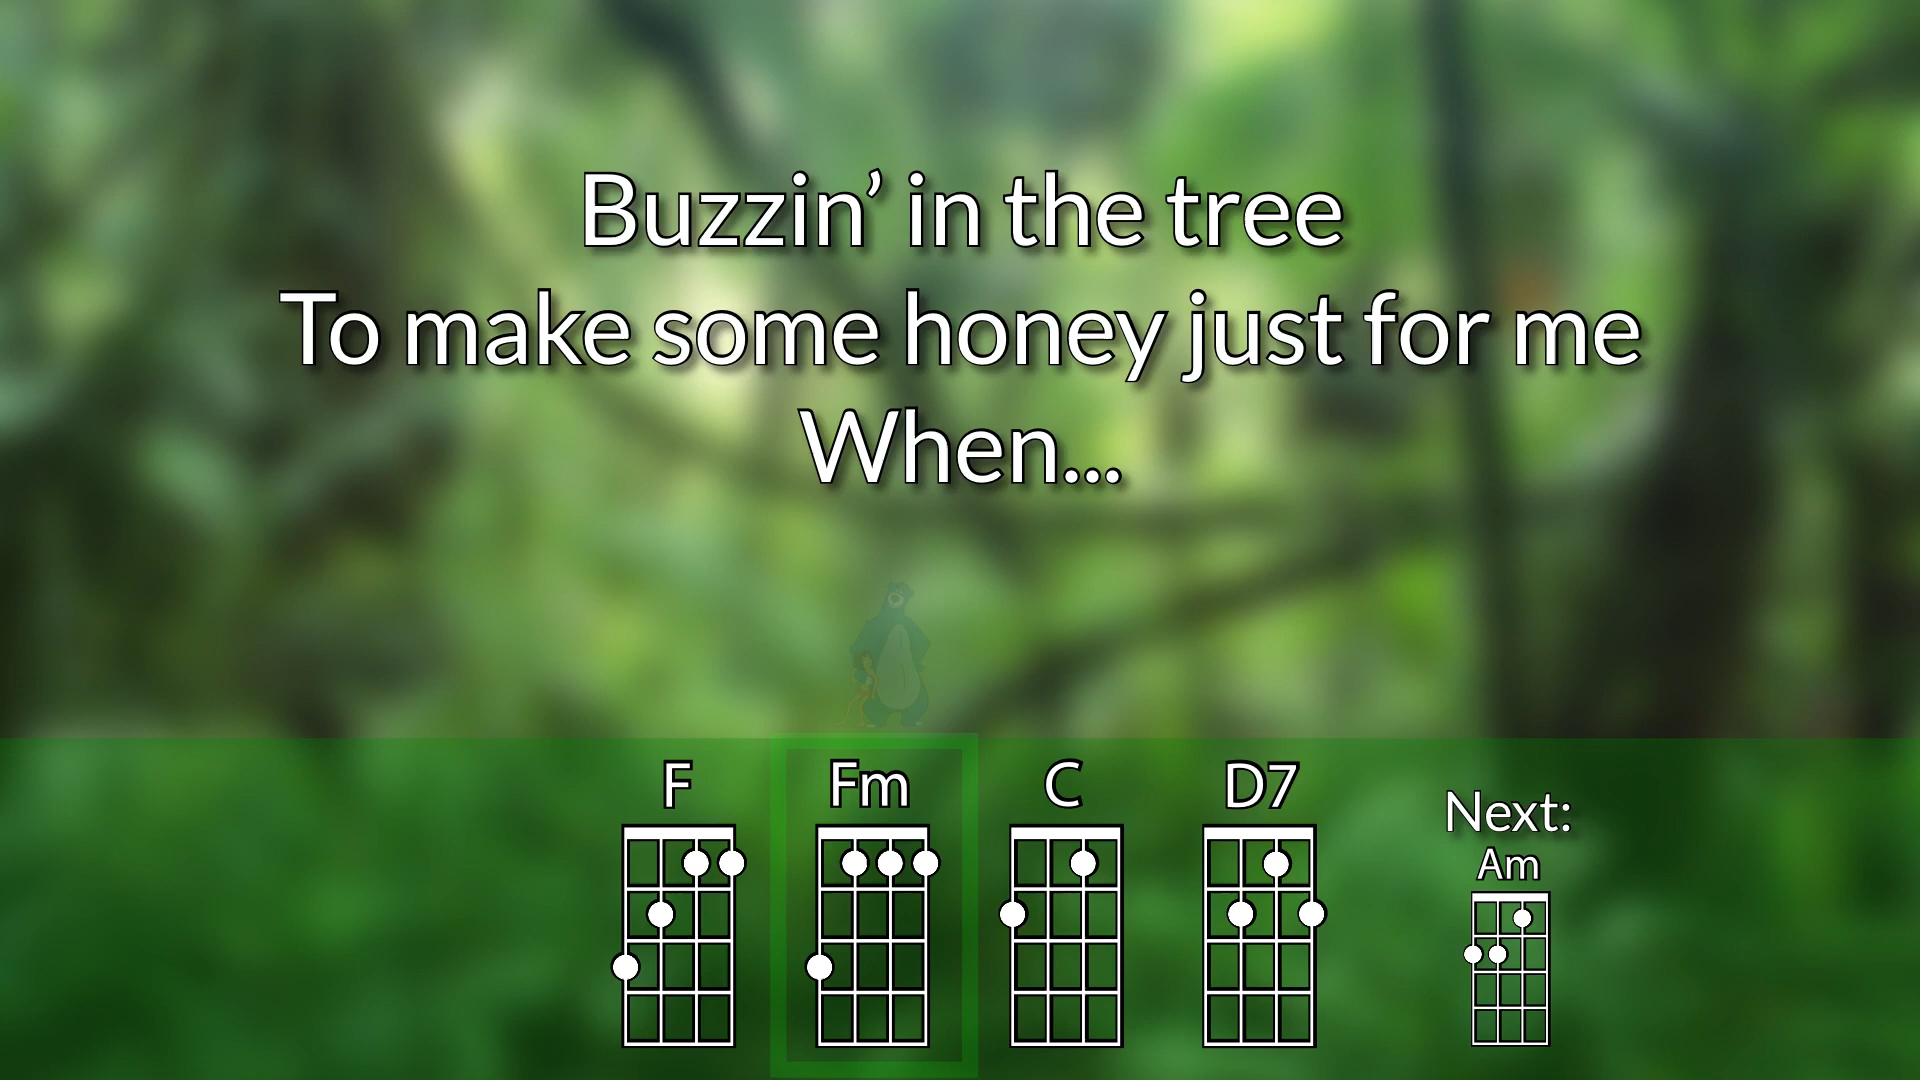 Buzzin’ in the tree
To make some honey just for me
When...
F
Fm
C
D7
Next:
Am